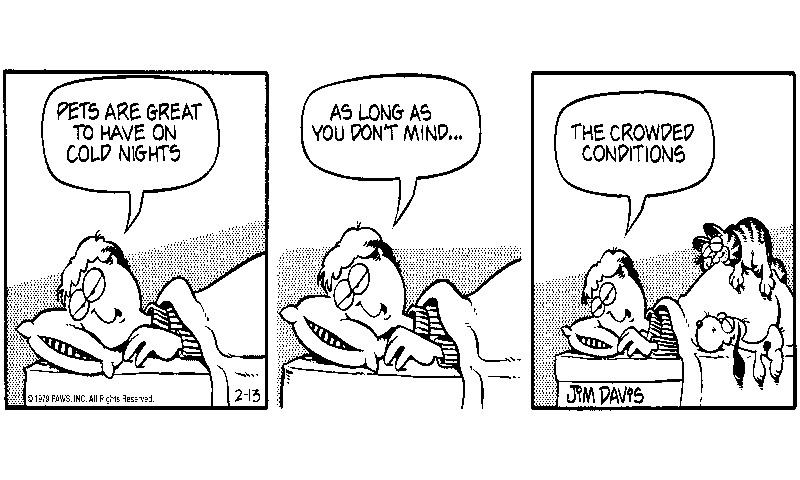 PETS ARE GREAT
TO HAVE ON
COLD NIGHTS
© 1979 PAWS, INC. All Rights Reserved.
2-13
AS LONG AS
YOU DON'T MIND...
THE CROWDED
CONDITIONS
JIM DAVIS